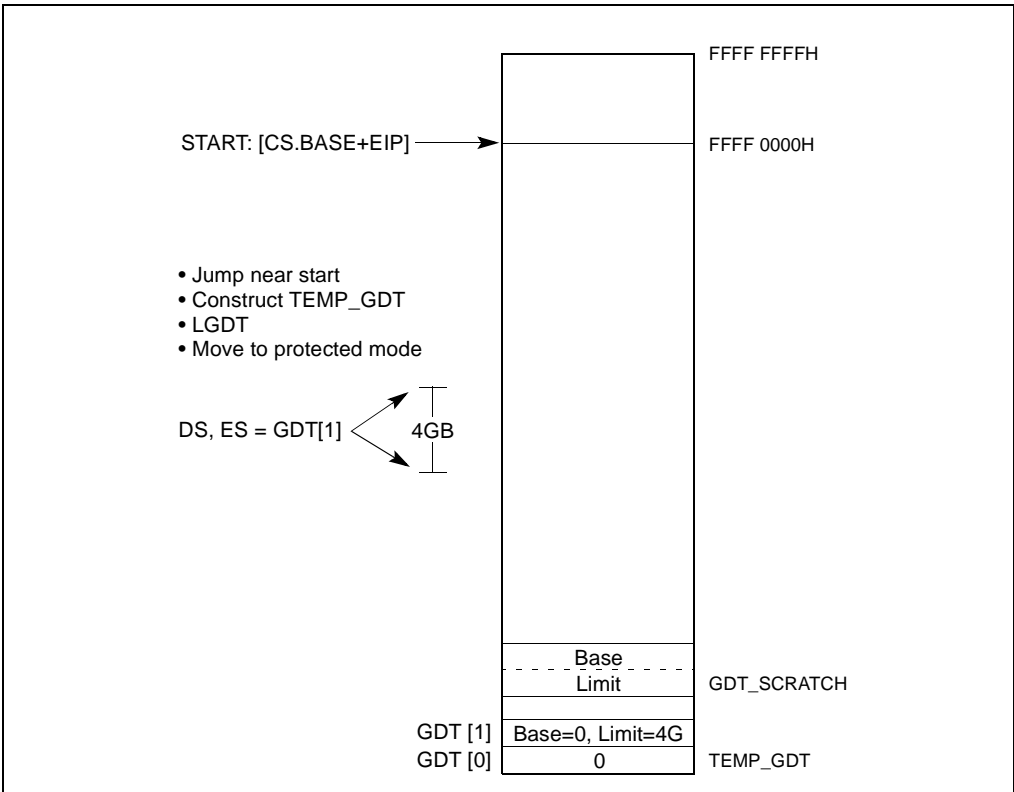 FFFF FFFFH
START: [CS.BASE+EIP]
FFFF 0000H
• Jump near start
• Construct TEMP_GDT
• LGDT
• Move to protected mode
DS, ES = GDT[1]
4GB
Base
Limit
GDT_SCRATCH
GDT [1]
Base=0, Limit=4G
GDT [0]
0
TEMP_GDT